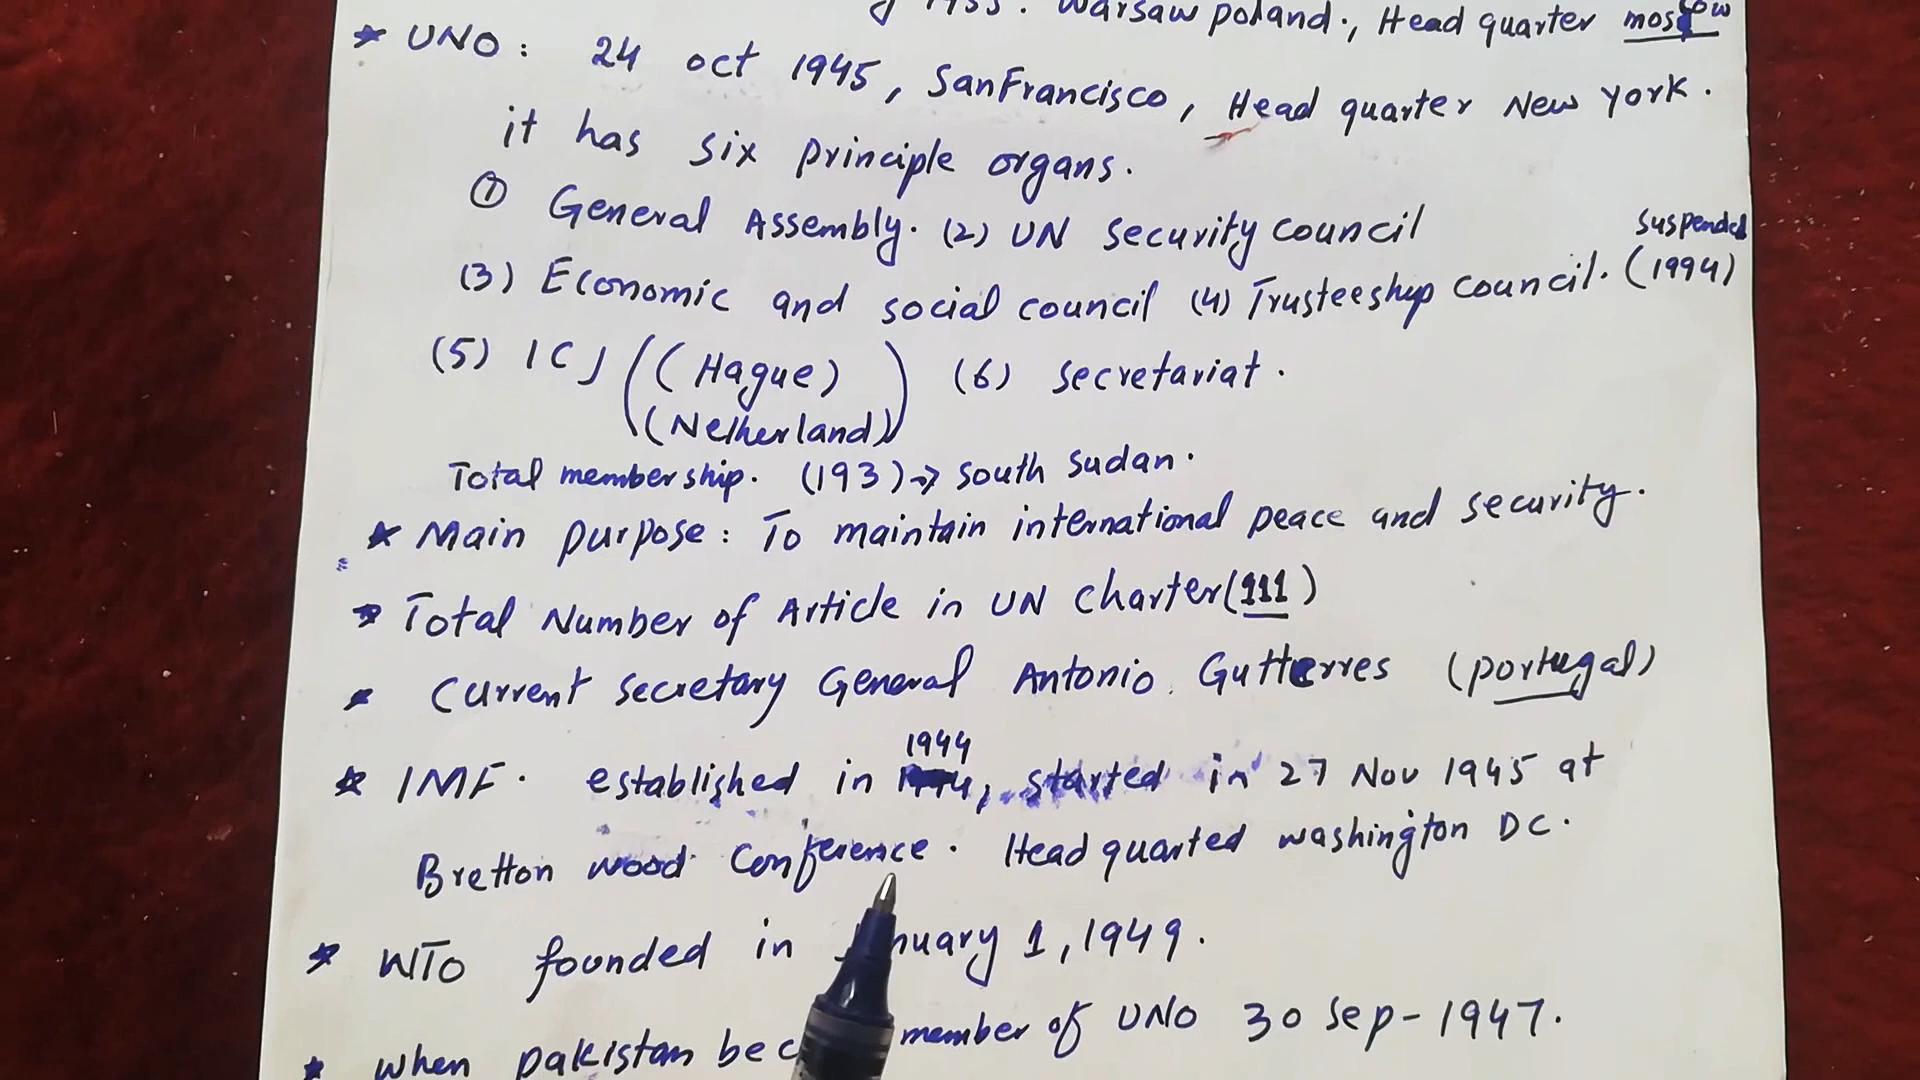 1955. Warsaw poland., Head quarter moscow
* UNO: 24 oct 1945, SanFrancisco, Head quarter New York.
it has six principle organs.
① General Assembly. (2) UN security council
(3) Economic and social council (4) Trusteeship council. (1994) suspended
(5) ICJ ((Hague) (Netherland)) (6) secretariat.
Total membership. (193) → south sudan.
* Main purpose: To maintain international peace and security.
* Total Number of Article in UN Charter (111)
* Current secretary General Antonio Gutterres (portugal)
* IMF. established in 1944, started in 27 Nov 1945 at
Bretton wood Conference. Head quarted washington DC.
* WTO founded in January 1, 1949.
* when pakistan bec member of UNO 30 Sep-1947.